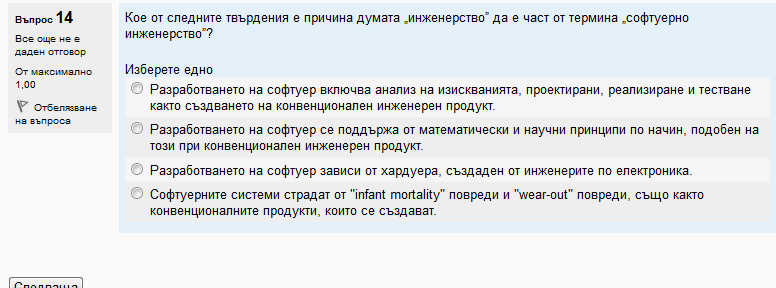 Въпрос 14
Все още не е
даден отговор
От максимално
1,00
Отбелязване
на въпроса
Кое от следните твърдения е причина думата „инженерство” да е част от термина „софтуерно
инженерство”?
Изберете едно
Разработването на софтуер включва анализ на изискванията, проектирани, реализиране и тестване
както създването на конвенционален инженерен продукт.
Разработването на софтуер се поддържа от математически и научни принципи по начин, подобен на
този при конвенционален инженерен продукт.
Разработването на софтуер зависи от хардуера, създаден от инженерите по електроника.
Софтуерните системи страдат от "infant mortality" повреди и "wear-out" повреди, също както
конвенционалните продукти, които се създават.
Следваща